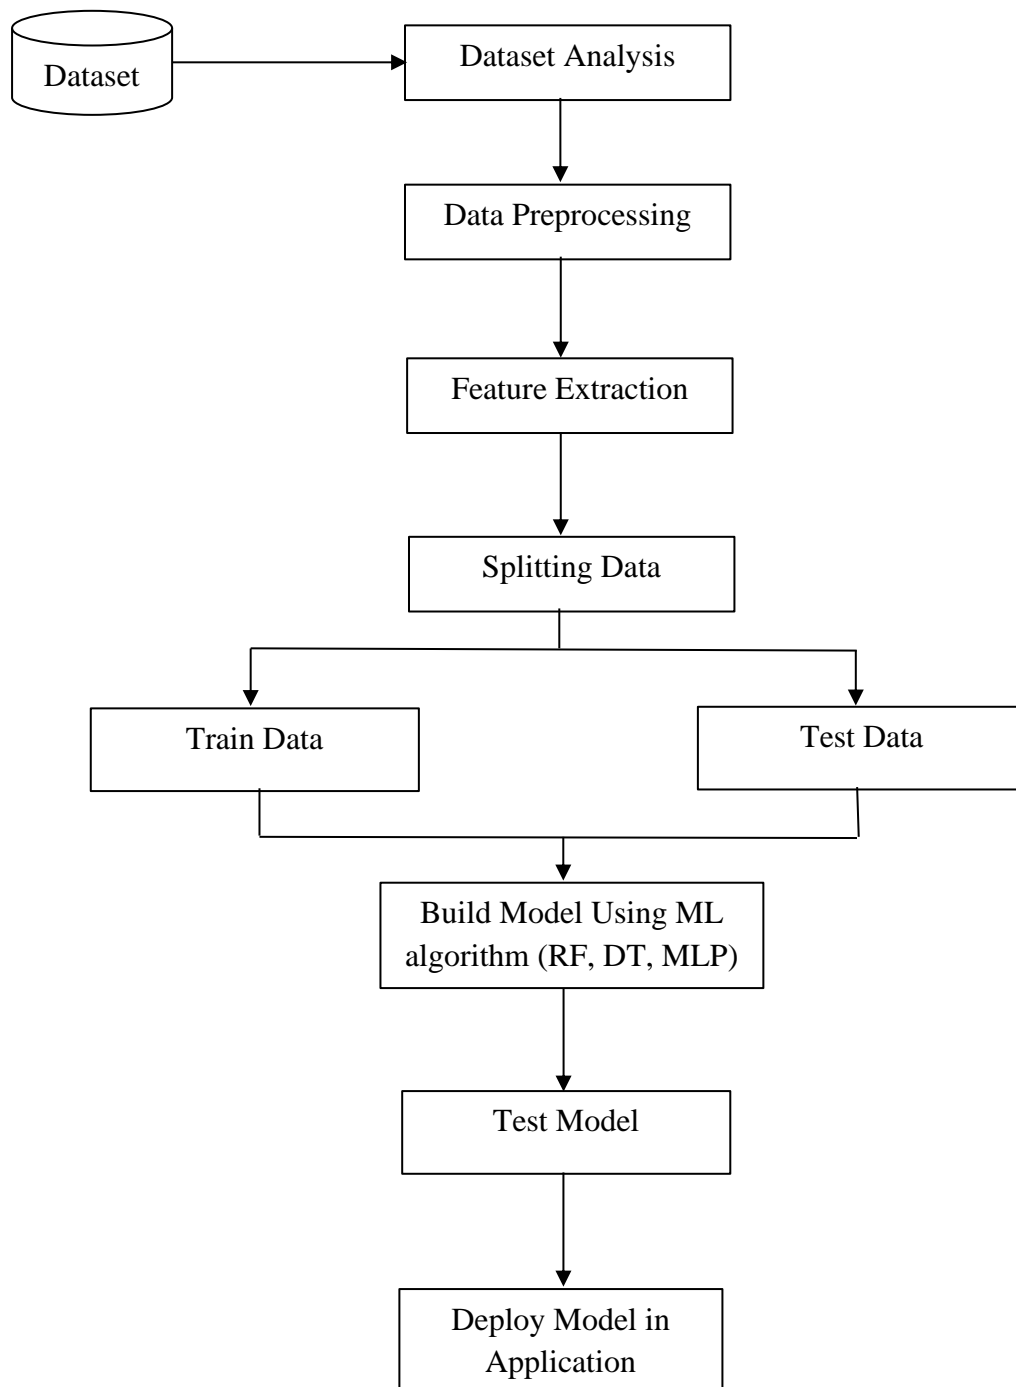 Dataset
Dataset Analysis
Data Preprocessing
Feature Extraction
Splitting Data
Train Data
Test Data
Build Model Using ML
algorithm (RF, DT, MLP)
Test Model
Deploy Model in
Application